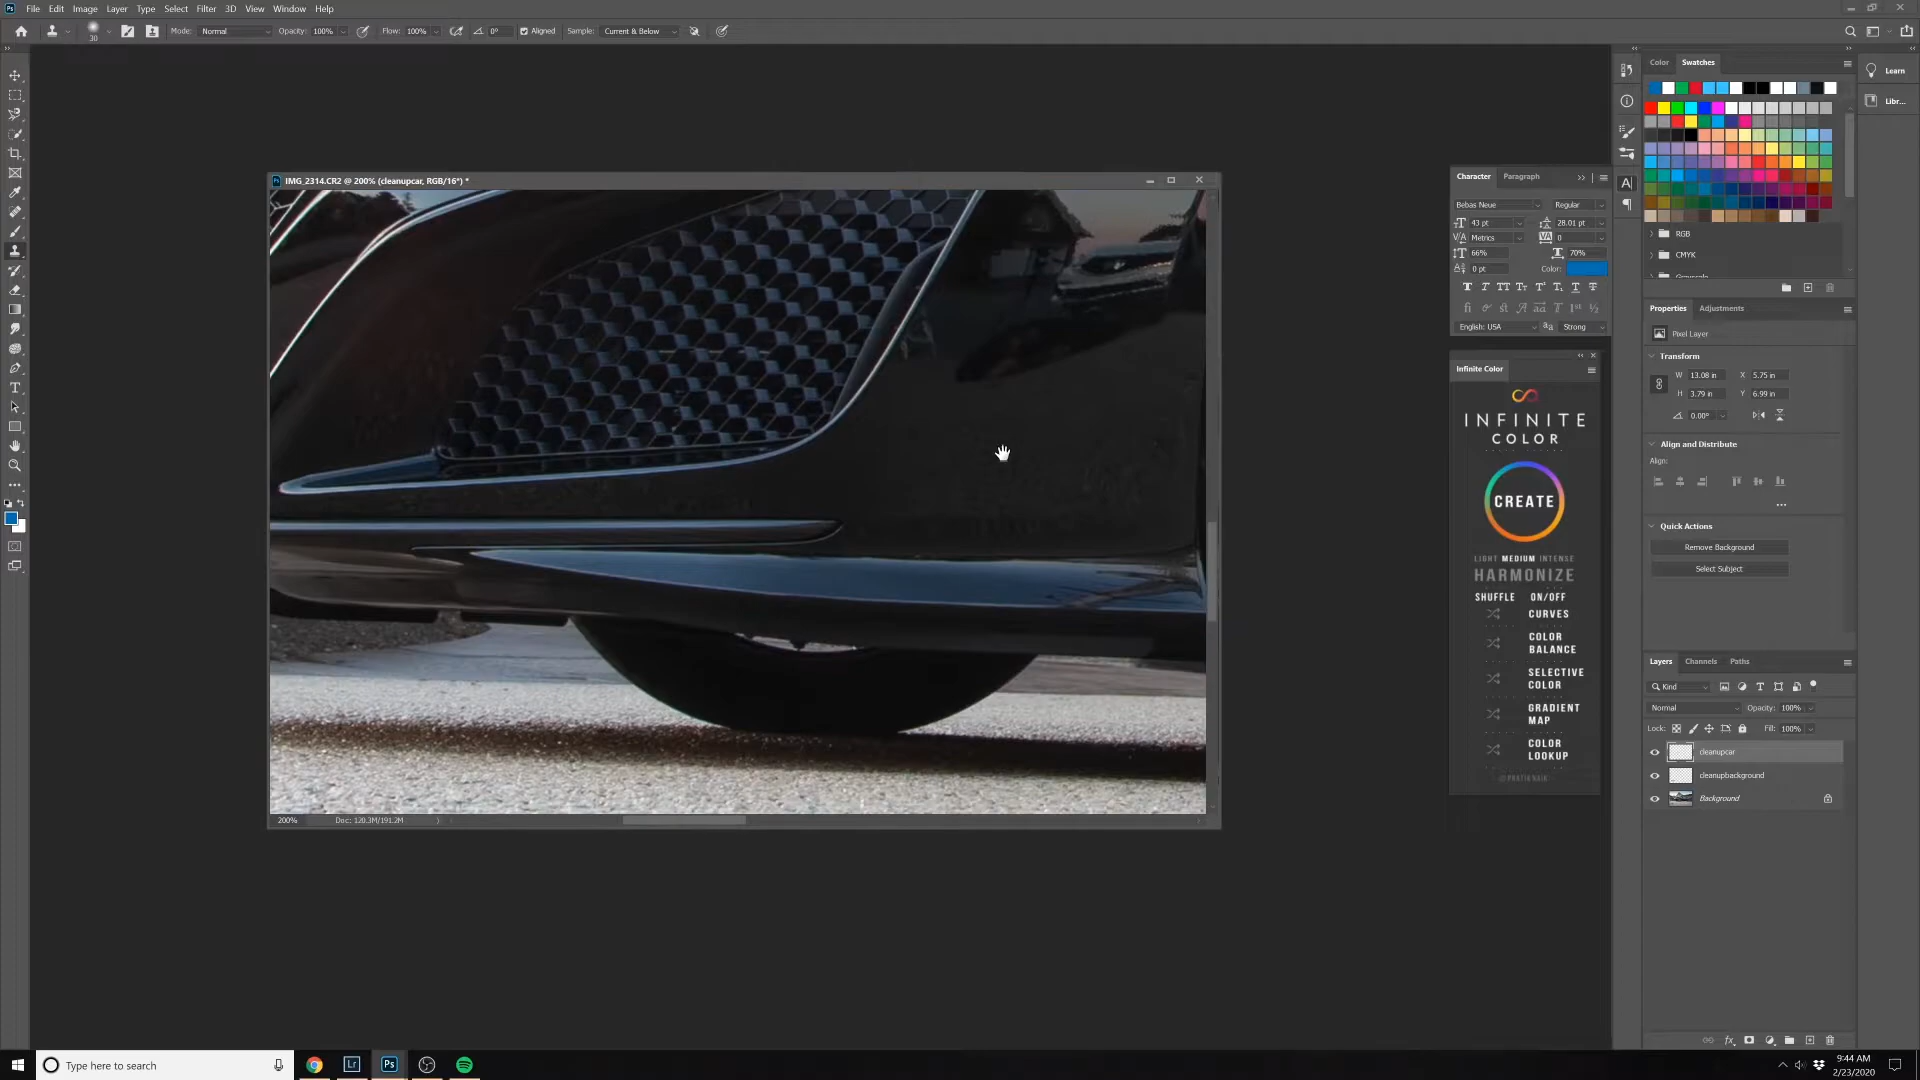 File Edit Image Layer Type Select Filter 3D View Window Help
30 Mode: Normal Opacity: 100% Flow: 100% 0° Aligned Sample: Current & Below
Color Swatches
Learn
Libr...
IMG_2314.CR2 @ 200% (cleanupcar, RGB/16*) *
RGB
CMYK
Character Paragraph
Bebas Neue Regular
43 pt 28.01 pt
Metrics 0
66% 70%
0 pt Color:
English: USA Strong
Infinite Color
INFINITE
COLOR
CREATE
LIGHT MEDIUM INTENSE
HARMONIZE
SHUFFLE ON/OFF
CURVES
COLOR
BALANCE
SELECTIVE
COLOR
GRADIENT
MAP
COLOR
LOOKUP
Properties Adjustments
Pixel Layer
Transform
W 13.08 in X 5.75 in
H 3.79 in Y 6.99 in
0.00°
Align and Distribute
Align:
Quick Actions
Remove Background
Select Subject
Layers Channels Paths
Kind
Normal Opacity: 100%
Lock: Fill: 100%
cleanupcar
cleanupbackground
Background
200% Doc: 120.3M/191.2M
Type here to search
Lr Ps
9:44 AM
2/23/2020